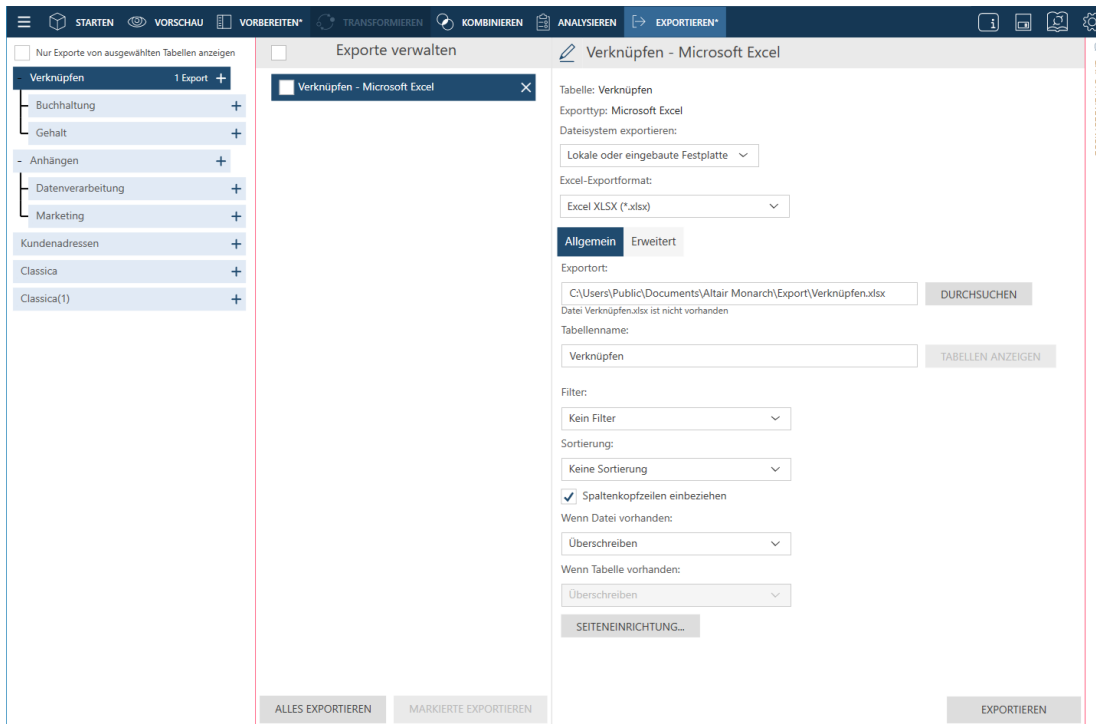 STARTEN VORSCHAU VORBEREITEN* TRANSFORMIEREN KOMBINIEREN ANALYSIEREN EXPORTIEREN*
Nur Exporte von ausgewählten Tabellen anzeigen
- Verknüpfen 1 Export +
Buchhaltung +
Gehalt +
- Anhängen +
Datenverarbeitung +
Marketing +
Kundenadressen +
Classica +
Classica(1) +
Exporte verwalten
Verknüpfen - Microsoft Excel
ALLES EXPORTIEREN MARKIERTE EXPORTIEREN
Verknüpfen - Microsoft Excel
Tabelle: Verknüpfen
Exporttyp: Microsoft Excel
Dateisystem exportieren:
Lokale oder eingebaute Festplatte
Excel-Exportformat:
Excel XLSX (*.xlsx)
Allgemein Erweitert
Exportort:
C:\Users\Public\Documents\Altair Monarch\Export\Verknüpfen.xlsx DURCHSUCHEN
Datei Verknüpfen.xlsx ist nicht vorhanden
Tabellenname:
Verknüpfen TABELLEN ANZEIGEN
Filter:
Kein Filter
Sortierung:
Keine Sortierung
Spaltenkopfzeilen einbeziehen
Wenn Datei vorhanden:
Überschreiben
Wenn Tabelle vorhanden:
Überschreiben
SEITENEINRICHTUNG...
EXPORTIEREN